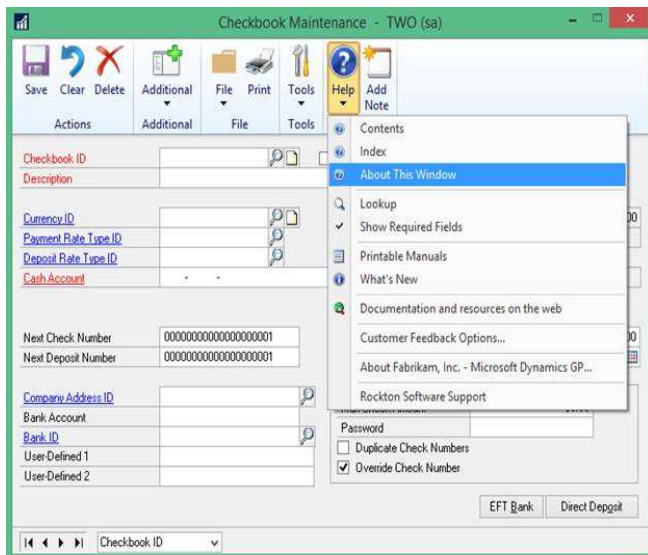 Checkbook Maintenance - TWO (sa)
Save Clear Delete Additional File Print Tools Help Add Note
Actions Additional File Tools
Contents
Index
About This Window
Lookup
Show Required Fields
Printable Manuals
What's New
Documentation and resources on the web
Customer Feedback Options...
About Fabrikam, Inc. - Microsoft Dynamics GP...
Rockton Software Support
Checkbook ID
Description
Currency ID
Payment Rate Type ID
Deposit Rate Type ID
Cash Account - -
Next Check Number 00000000000000000001
Next Deposit Number 00000000000000000001
Company Address ID
Bank Account
Bank ID
User-Defined 1
User-Defined 2
Password
Duplicate Check Numbers
Override Check Number
EFT Bank Direct Deposit
Checkbook ID